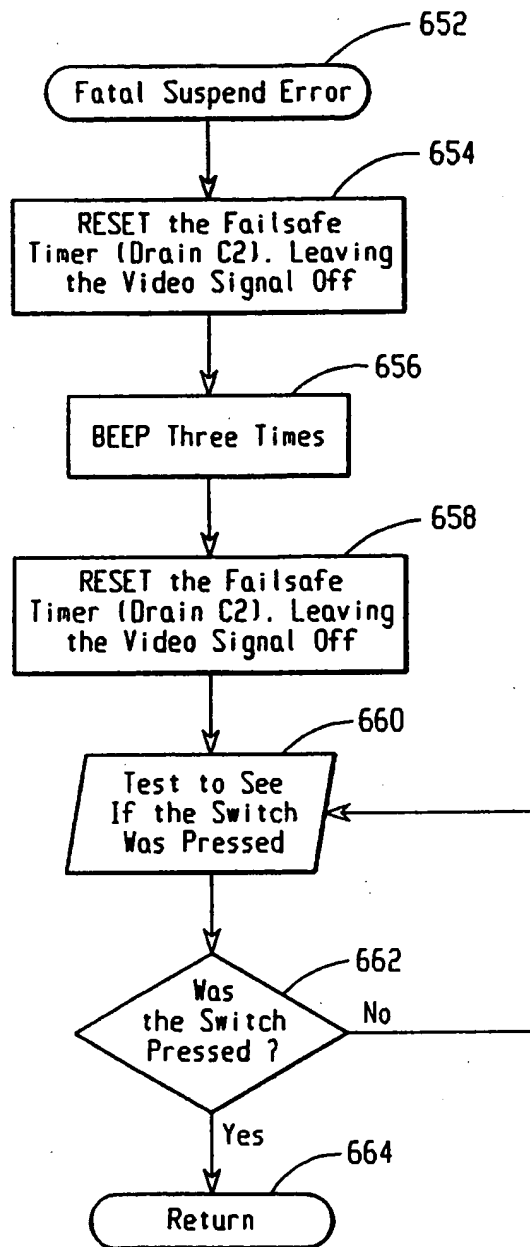 652
Fatal Suspend Error
654
RESET the Failsafe
Timer (Drain C2). Leaving
the Video Signal Off
656
BEEP Three Times
658
RESET the Failsafe
Timer (Drain C2). Leaving
the Video Signal Off
660
Test to See
If the Switch
Was Pressed
662
Was
the Switch
Pressed ?
No
Yes
664
Return